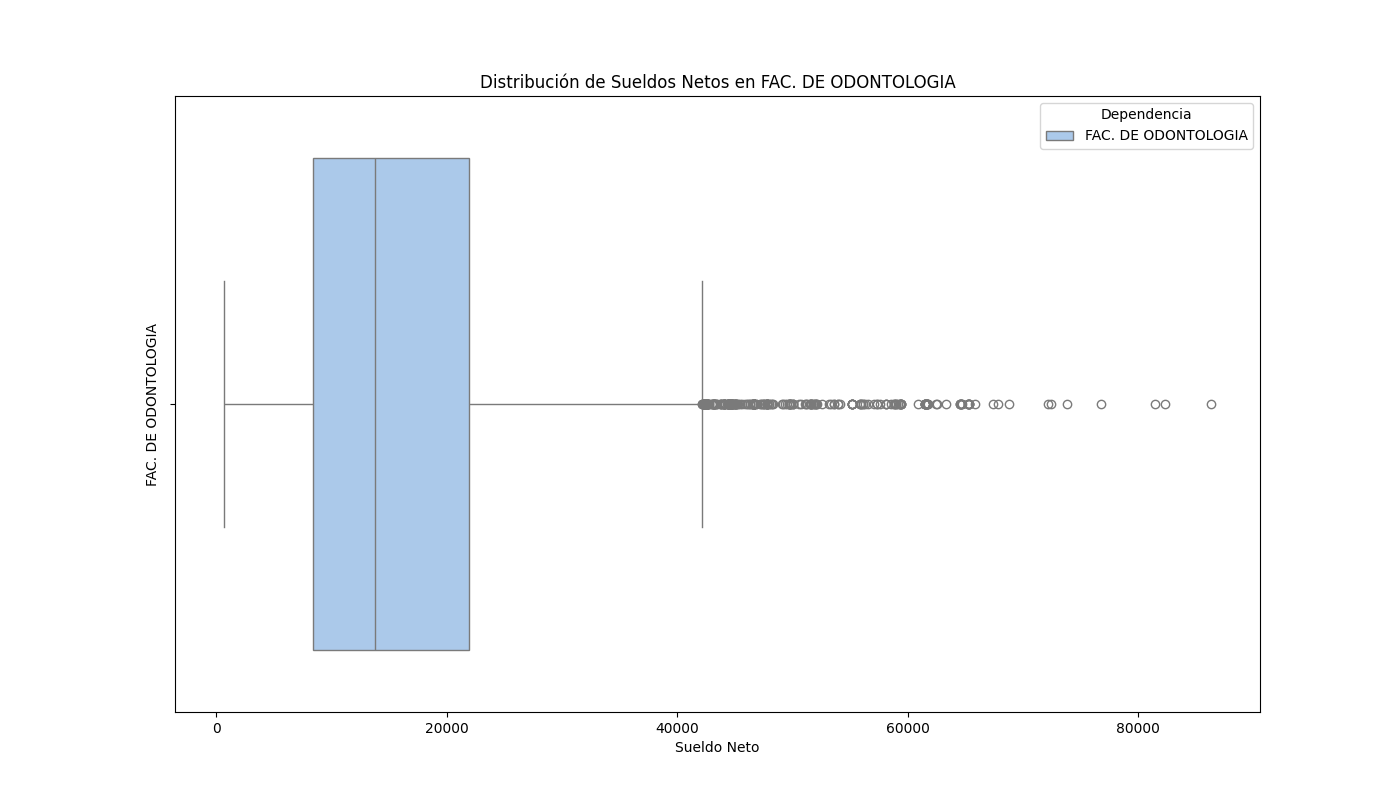 Distribución de Sueldos Netos en FAC. DE ODONTOLOGIA
Dependencia
FAC. DE ODONTOLOGIA
FAC. DE ODONTOLOGIA
0 20000 40000 60000 80000
Sueldo Neto